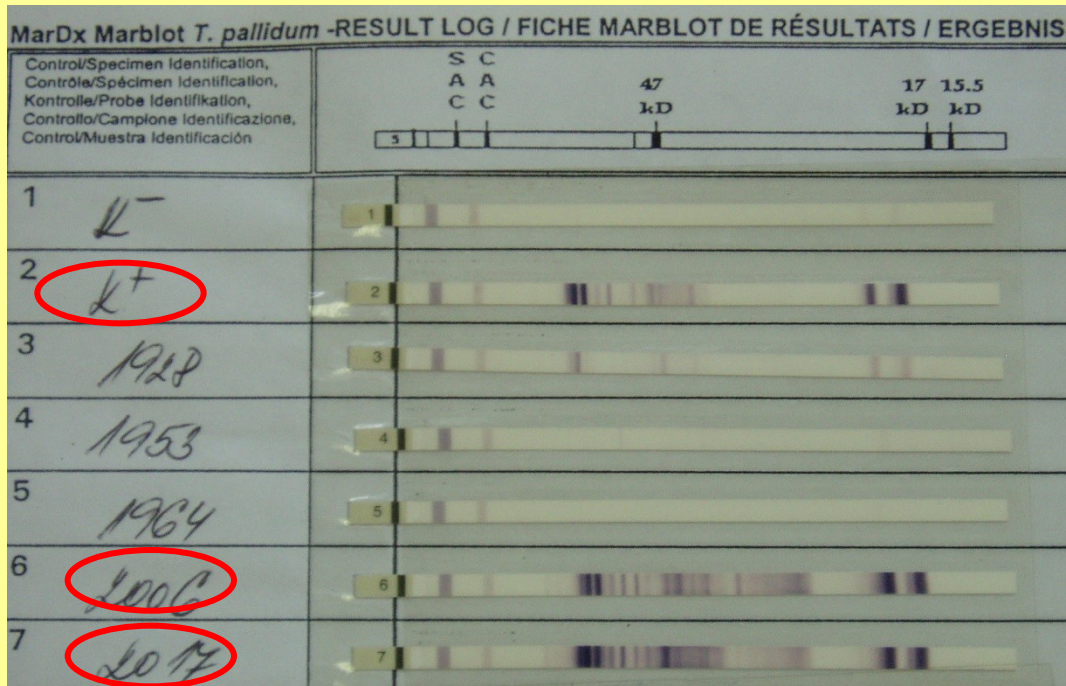 MarDx Marblot T. pallidum -RESULT LOG / FICHE MARBLOT DE RÉSULTATS / ERGEBNIS
Control/Specimen Identification,
Contrôle/Spécimen Identification,
Kontrolle/Probe Identifikation,
Controllo/Campione Identificazione,
Control/Muestra Identificación
S C
A A 47 17 15.5
C C kD kD kD
5
1 K- 1
2 K+ 2
3 1928 3
4 1953 4
5 1964 5
6 2006 6
7 2017 7